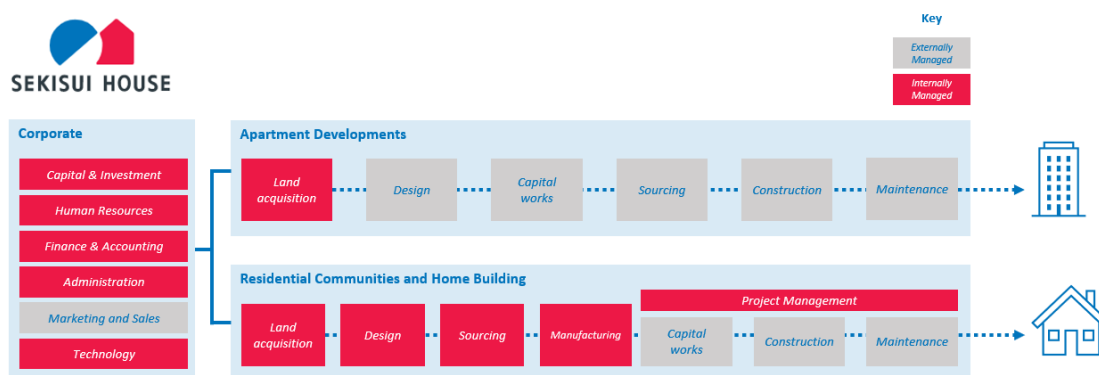 Key
Externally
Managed
Internally
Managed
SEKISUI HOUSE
Corporate
Capital & Investment
Human Resources
Finance & Accounting
Administration
Marketing and Sales
Technology
Apartment Developments
Land
acquisition
Design
Capital
works
Sourcing
Construction
Maintenance
Residential Communities and Home Building
Project Management
Land
acquisition
Design
Sourcing
Manufacturing
Capital
works
Construction
Maintenance